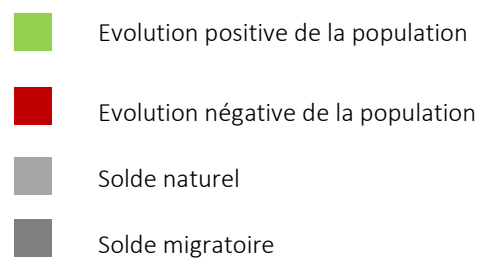 Evolution positive de la population
Evolution négative de la population
Solde naturel
Solde migratoire